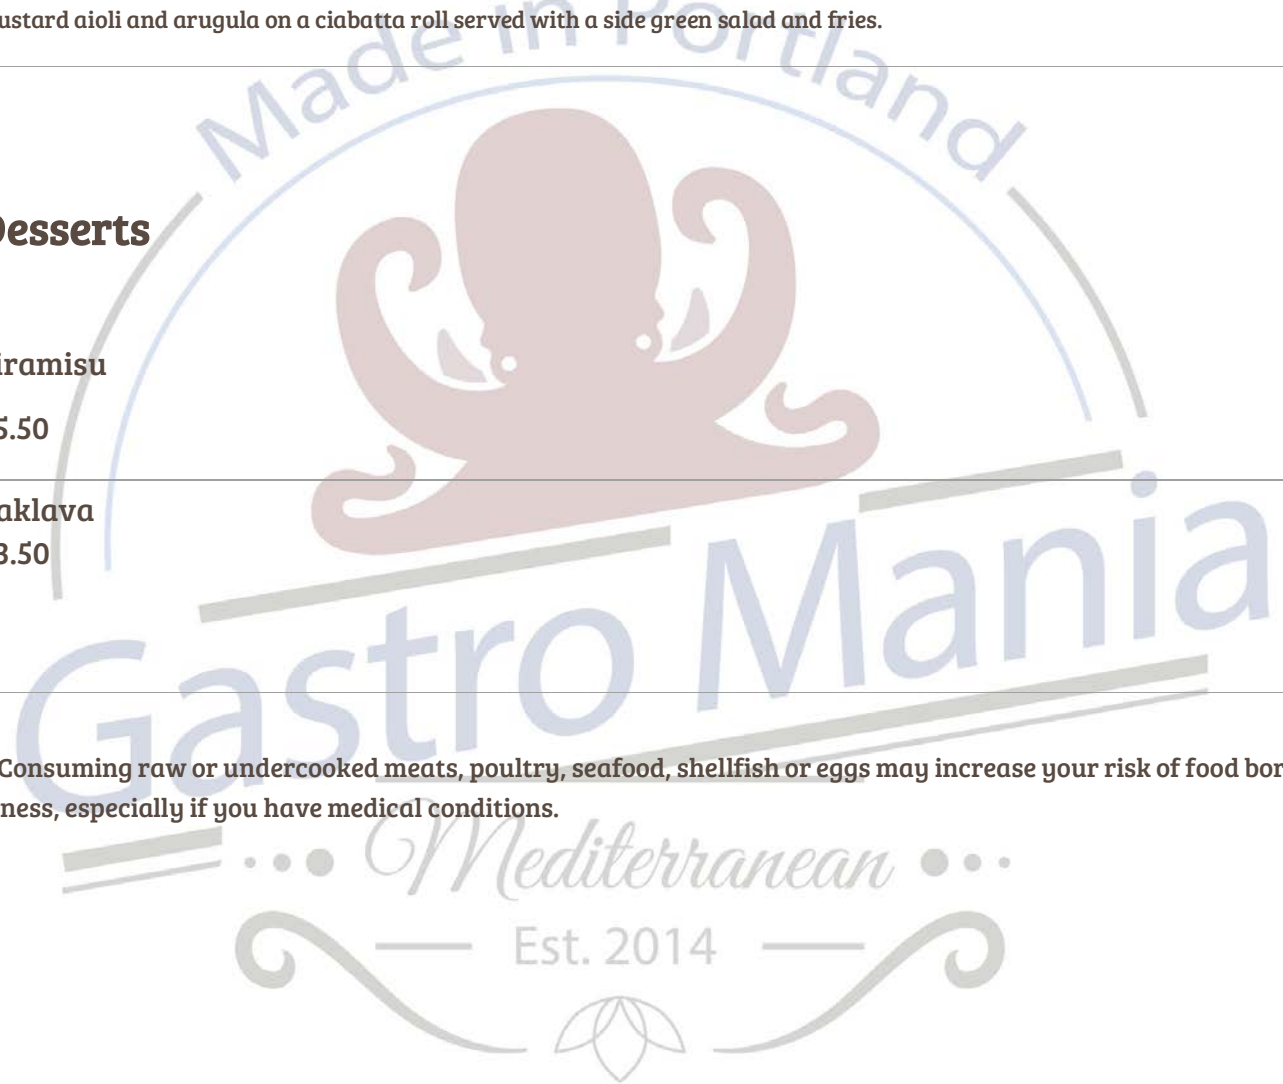 ustard aioli and arugula on a ciabatta roll served with a side green salad and fries.
Made in Portland
Desserts
iramisu
5.50
aklava
3.50
Gastro Mania
Consuming raw or undercooked meats, poultry, seafood, shellfish or eggs may increase your risk of food bor
ness, especially if you have medical conditions.
Mediterranean
Est. 2014